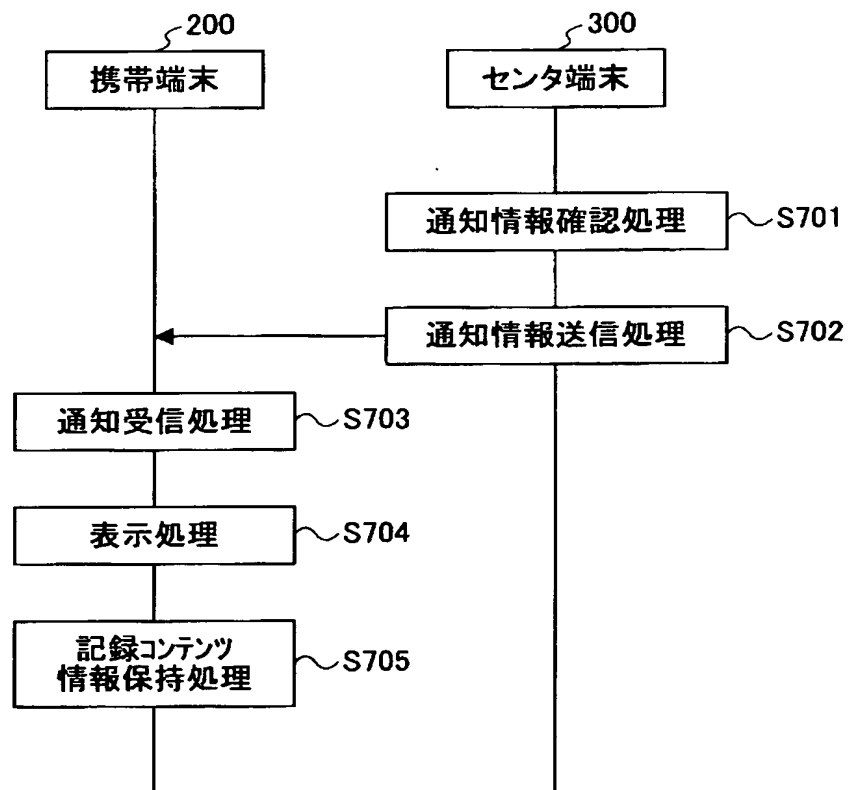 200
300
携帯端末
センタ端末
通知情報確認処理
S701
通知情報送信処理
S702
通知受信処理
S703
表示処理
S704
記録コンテンツ
情報保持処理
S705